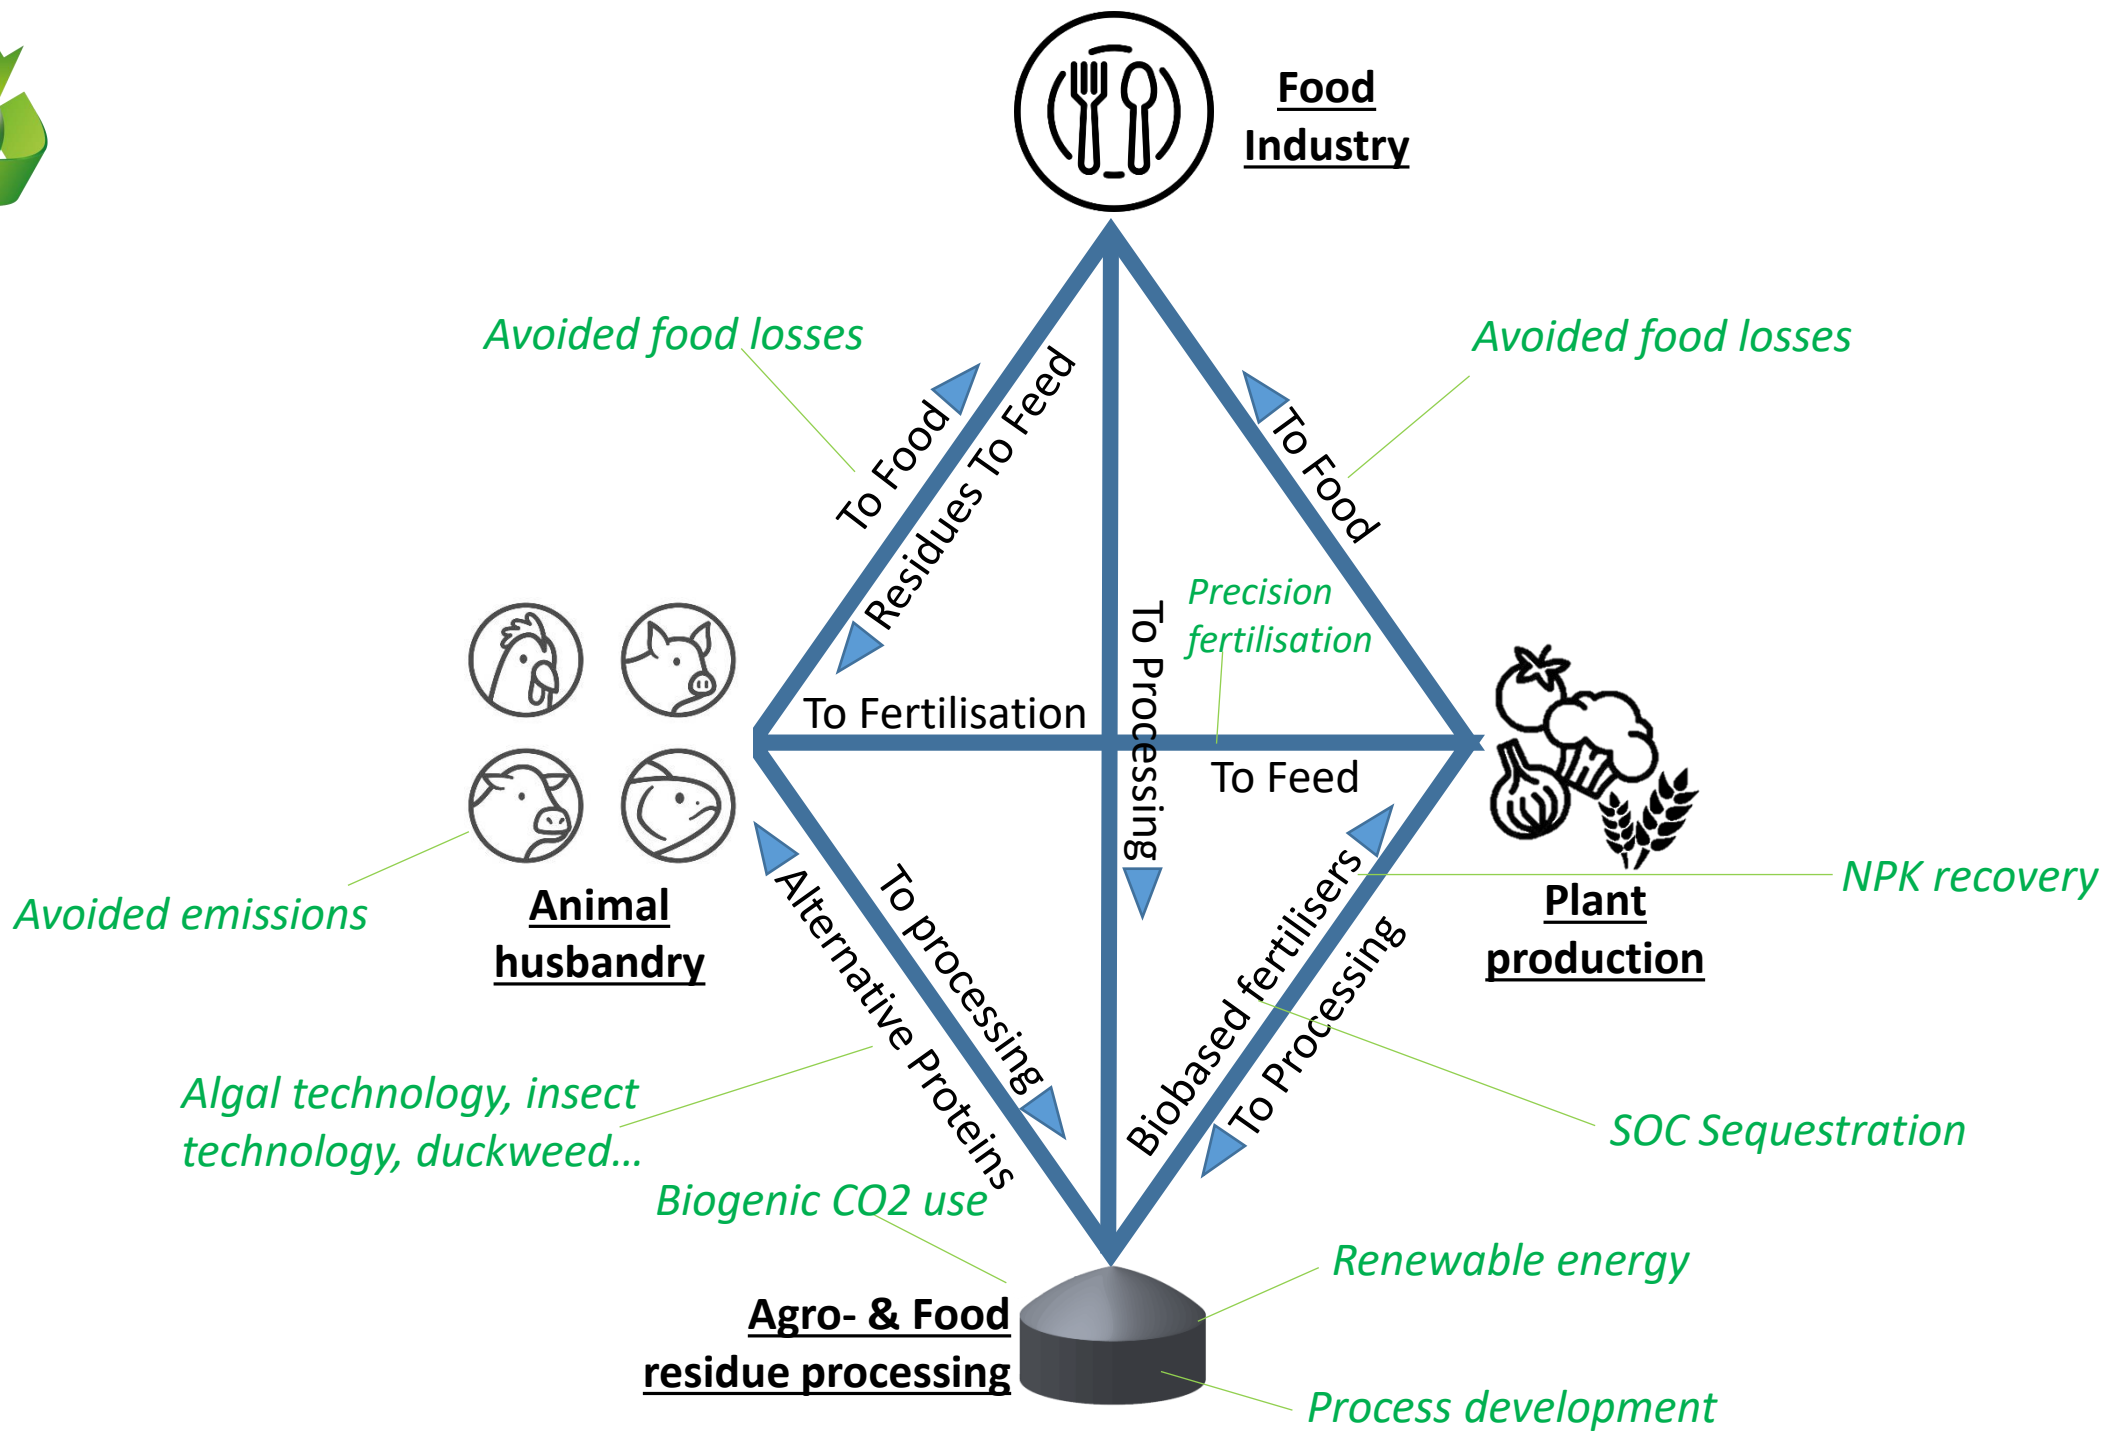 Food
Industry
Avoided food losses
Avoided food losses
To Food
Residues To Feed
To Food
Precision
fertilisation
To Processing
To Fertilisation
To Feed
Animal
husbandry
Avoided emissions
Plant
production
NPK recovery
To processing
Alternative Proteins
Biobased fertilisers
To Processing
Algal technology, insect
technology, duckweed...
SOC Sequestration
Biogenic CO2 use
Renewable energy
Agro- & Food
residue processing
Process development